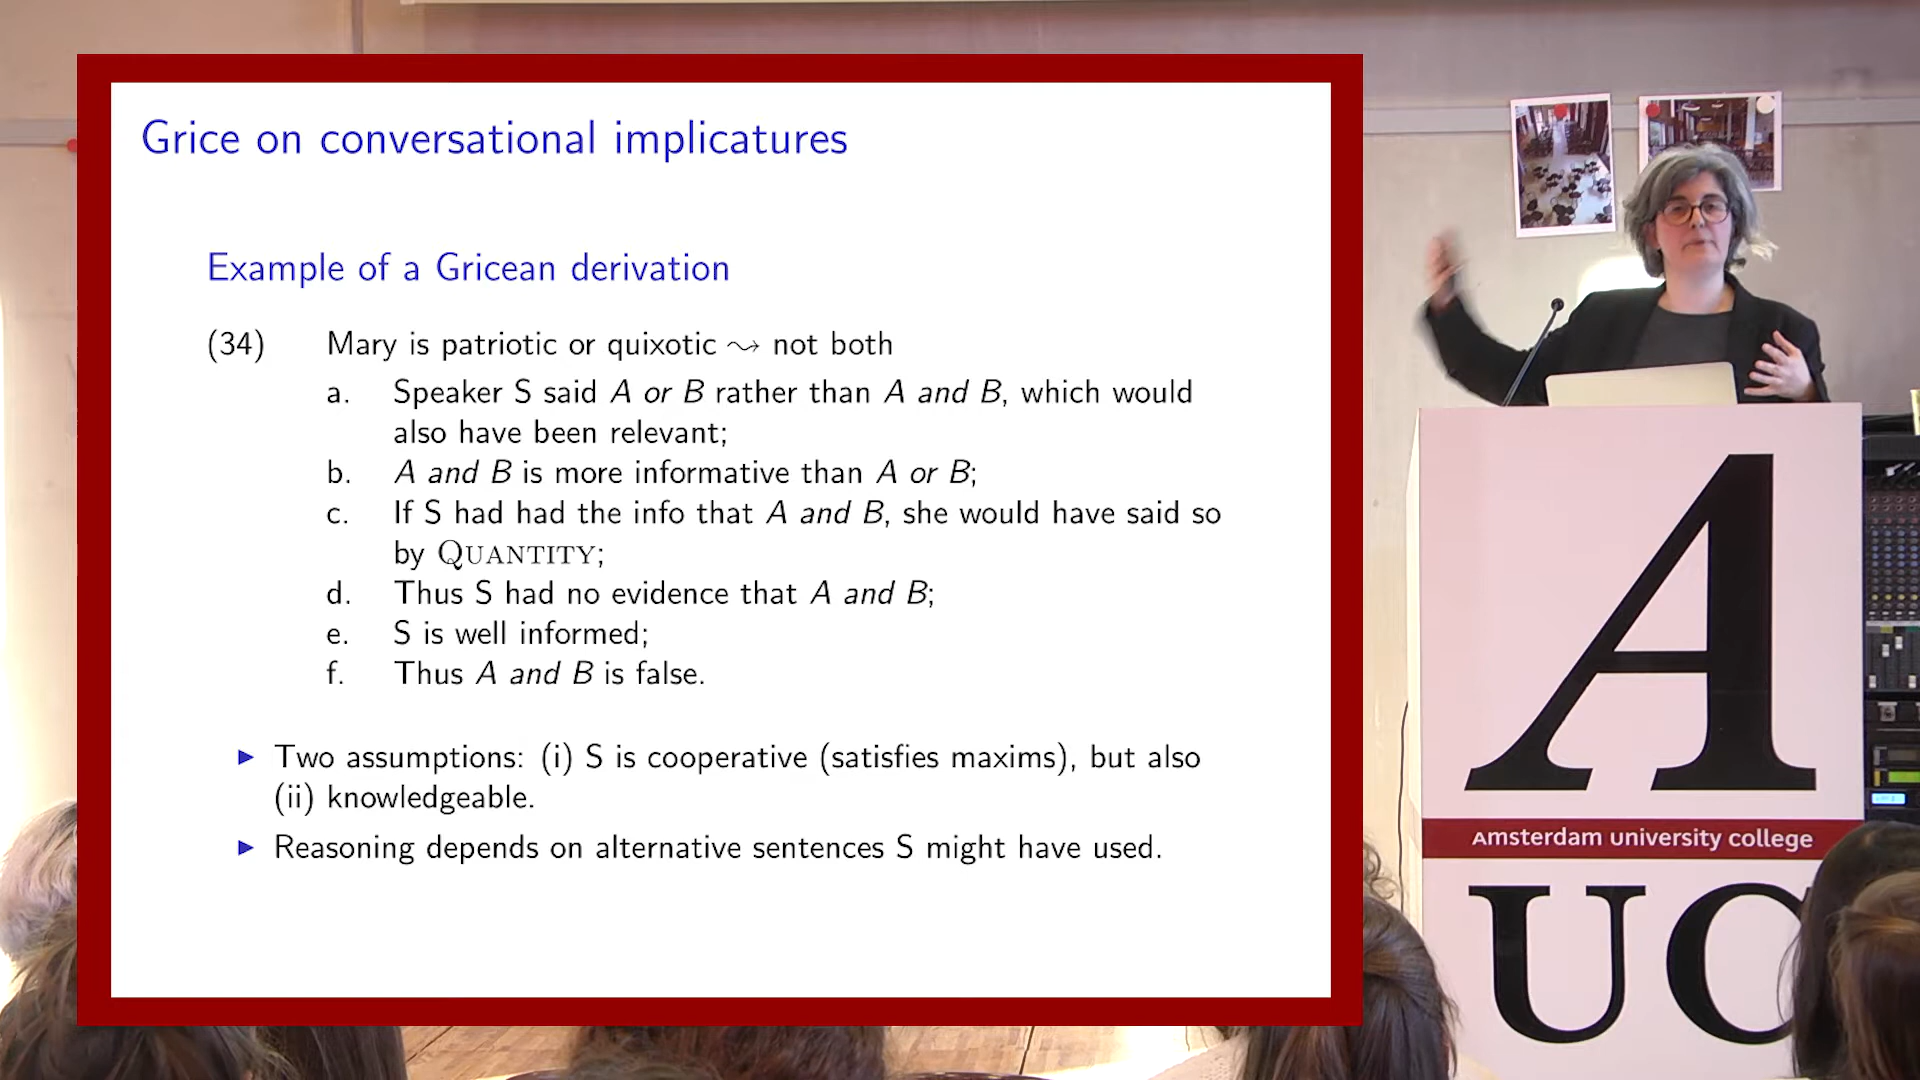 Grice on conversational implicatures
Example of a Gricean derivation
(34) Mary is patriotic or quixotic ⤳ not both
a. Speaker S said A or B rather than A and B, which would
also have been relevant;
b. A and B is more informative than A or B;
c. If S had had the info that A and B, she would have said so
by QUANTITY;
d. Thus S had no evidence that A and B;
e. S is well informed;
f. Thus A and B is false.
▶ Two assumptions: (i) S is cooperative (satisfies maxims), but also
(ii) knowledgeable.
▶ Reasoning depends on alternative sentences S might have used.
A
Amsterdam university college
UC